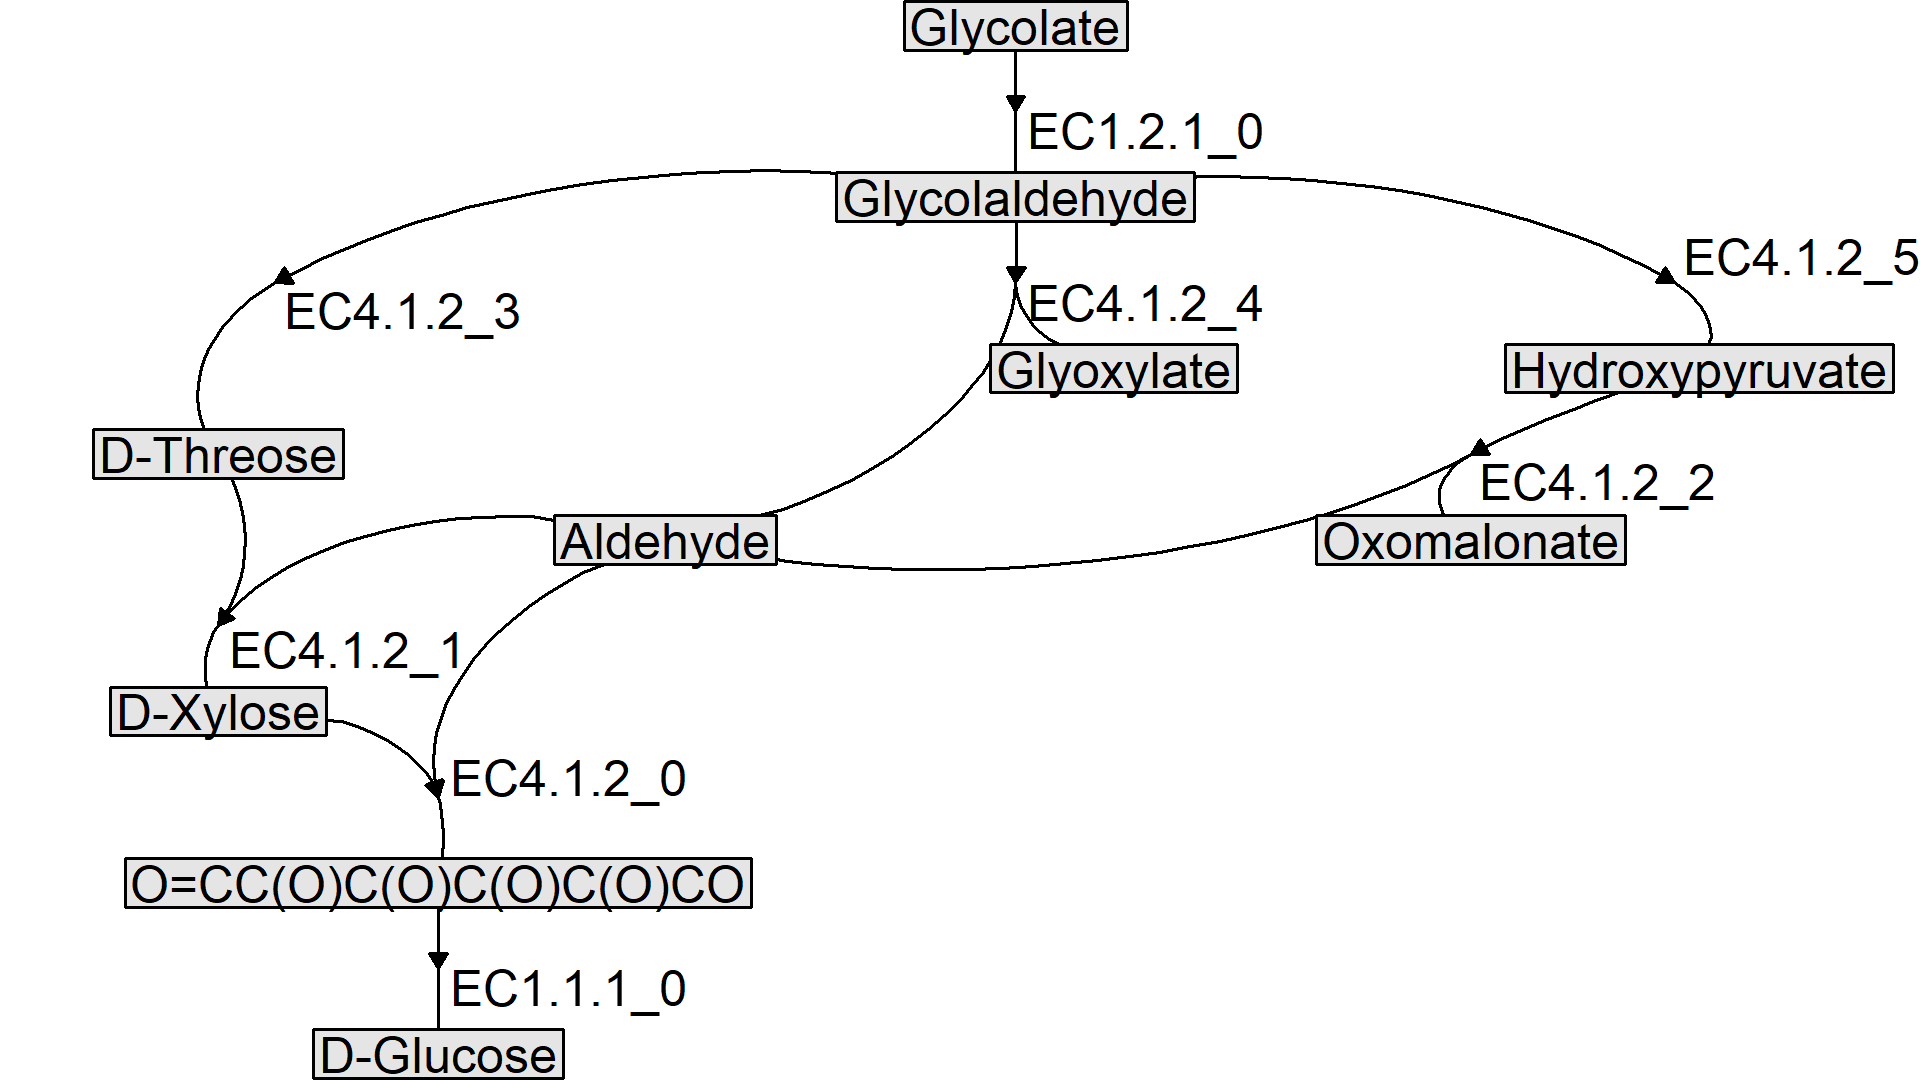 Glycolate
EC1.2.1_0
Glycolaldehyde
EC4.1.2_5
EC4.1.2_3
EC4.1.2_4
Glyoxylate
Hydroxypyruvate
D-Threose
EC4.1.2_2
Aldehyde
Oxomalonate
EC4.1.2_1
D-Xylose
EC4.1.2_0
O=CC(O)C(O)C(O)C(O)CO
EC1.1.1_0
D-Glucose